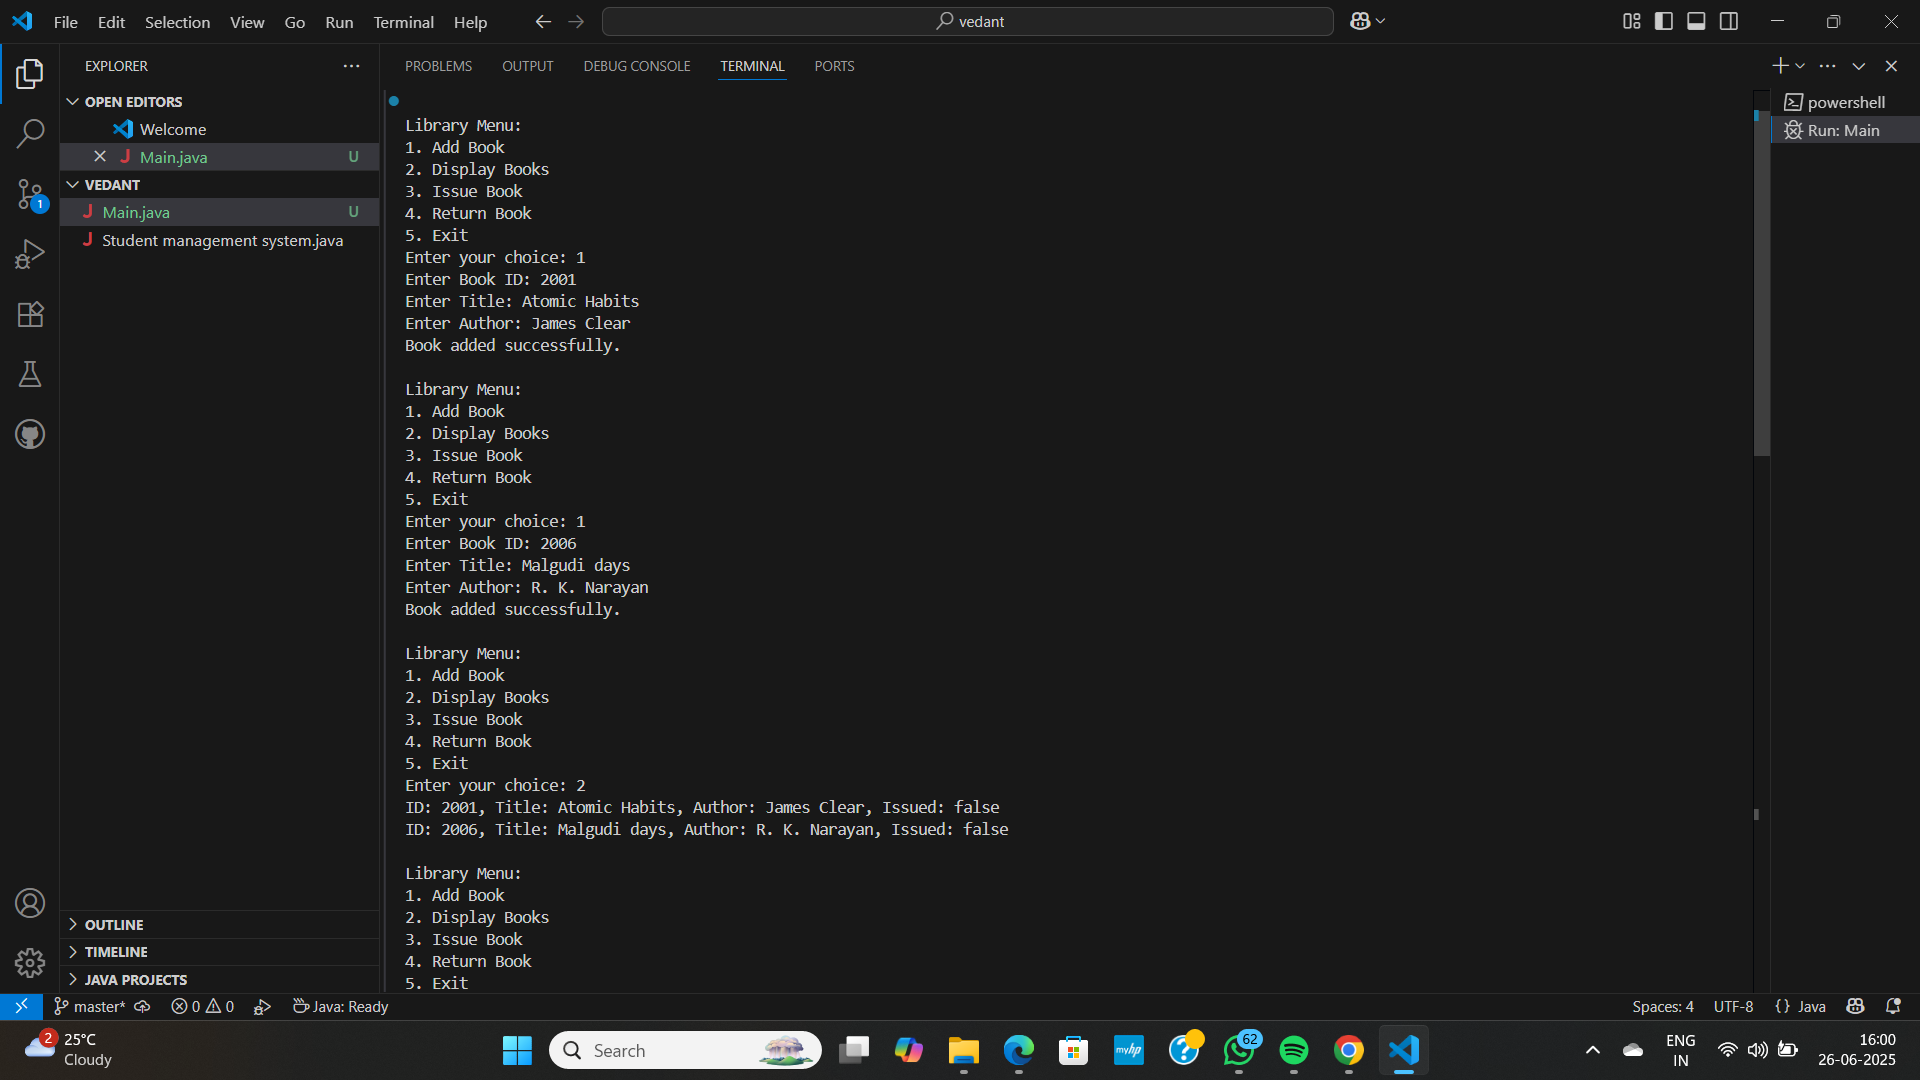 File Edit Selection View Go Run Terminal Help
vedant
EXPLORER
OPEN EDITORS
Welcome
Main.java U
VEDANT
Main.java U
Student management system.java
OUTLINE
TIMELINE
JAVA PROJECTS
1
PROBLEMS OUTPUT DEBUG CONSOLE TERMINAL PORTS
Library Menu:
1. Add Book
2. Display Books
3. Issue Book
4. Return Book
5. Exit
Enter your choice: 1
Enter Book ID: 2001
Enter Title: Atomic Habits
Enter Author: James Clear
Book added successfully.
Library Menu:
1. Add Book
2. Display Books
3. Issue Book
4. Return Book
5. Exit
Enter your choice: 1
Enter Book ID: 2006
Enter Title: Malgudi days
Enter Author: R. K. Narayan
Book added successfully.
Library Menu:
1. Add Book
2. Display Books
3. Issue Book
4. Return Book
5. Exit
Enter your choice: 2
ID: 2001, Title: Atomic Habits, Author: James Clear, Issued: false
ID: 2006, Title: Malgudi days, Author: R. K. Narayan, Issued: false
Library Menu:
1. Add Book
2. Display Books
3. Issue Book
4. Return Book
5. Exit
powershell
Run: Main
master* 0 0 Java: Ready
Spaces: 4 UTF-8 {} Java
2
25°C
Cloudy
Search
myhp
62
ENG
IN
16:00
26-06-2025